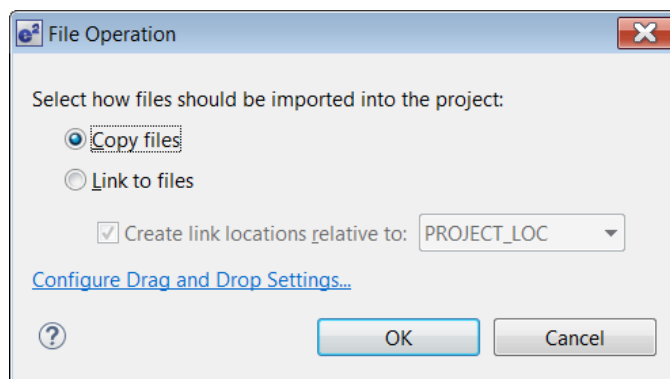 e² File Operation
Select how files should be imported into the project:
Copy files
Link to files
Create link locations relative to: PROJECT_LOC
Configure Drag and Drop Settings...
? OK Cancel